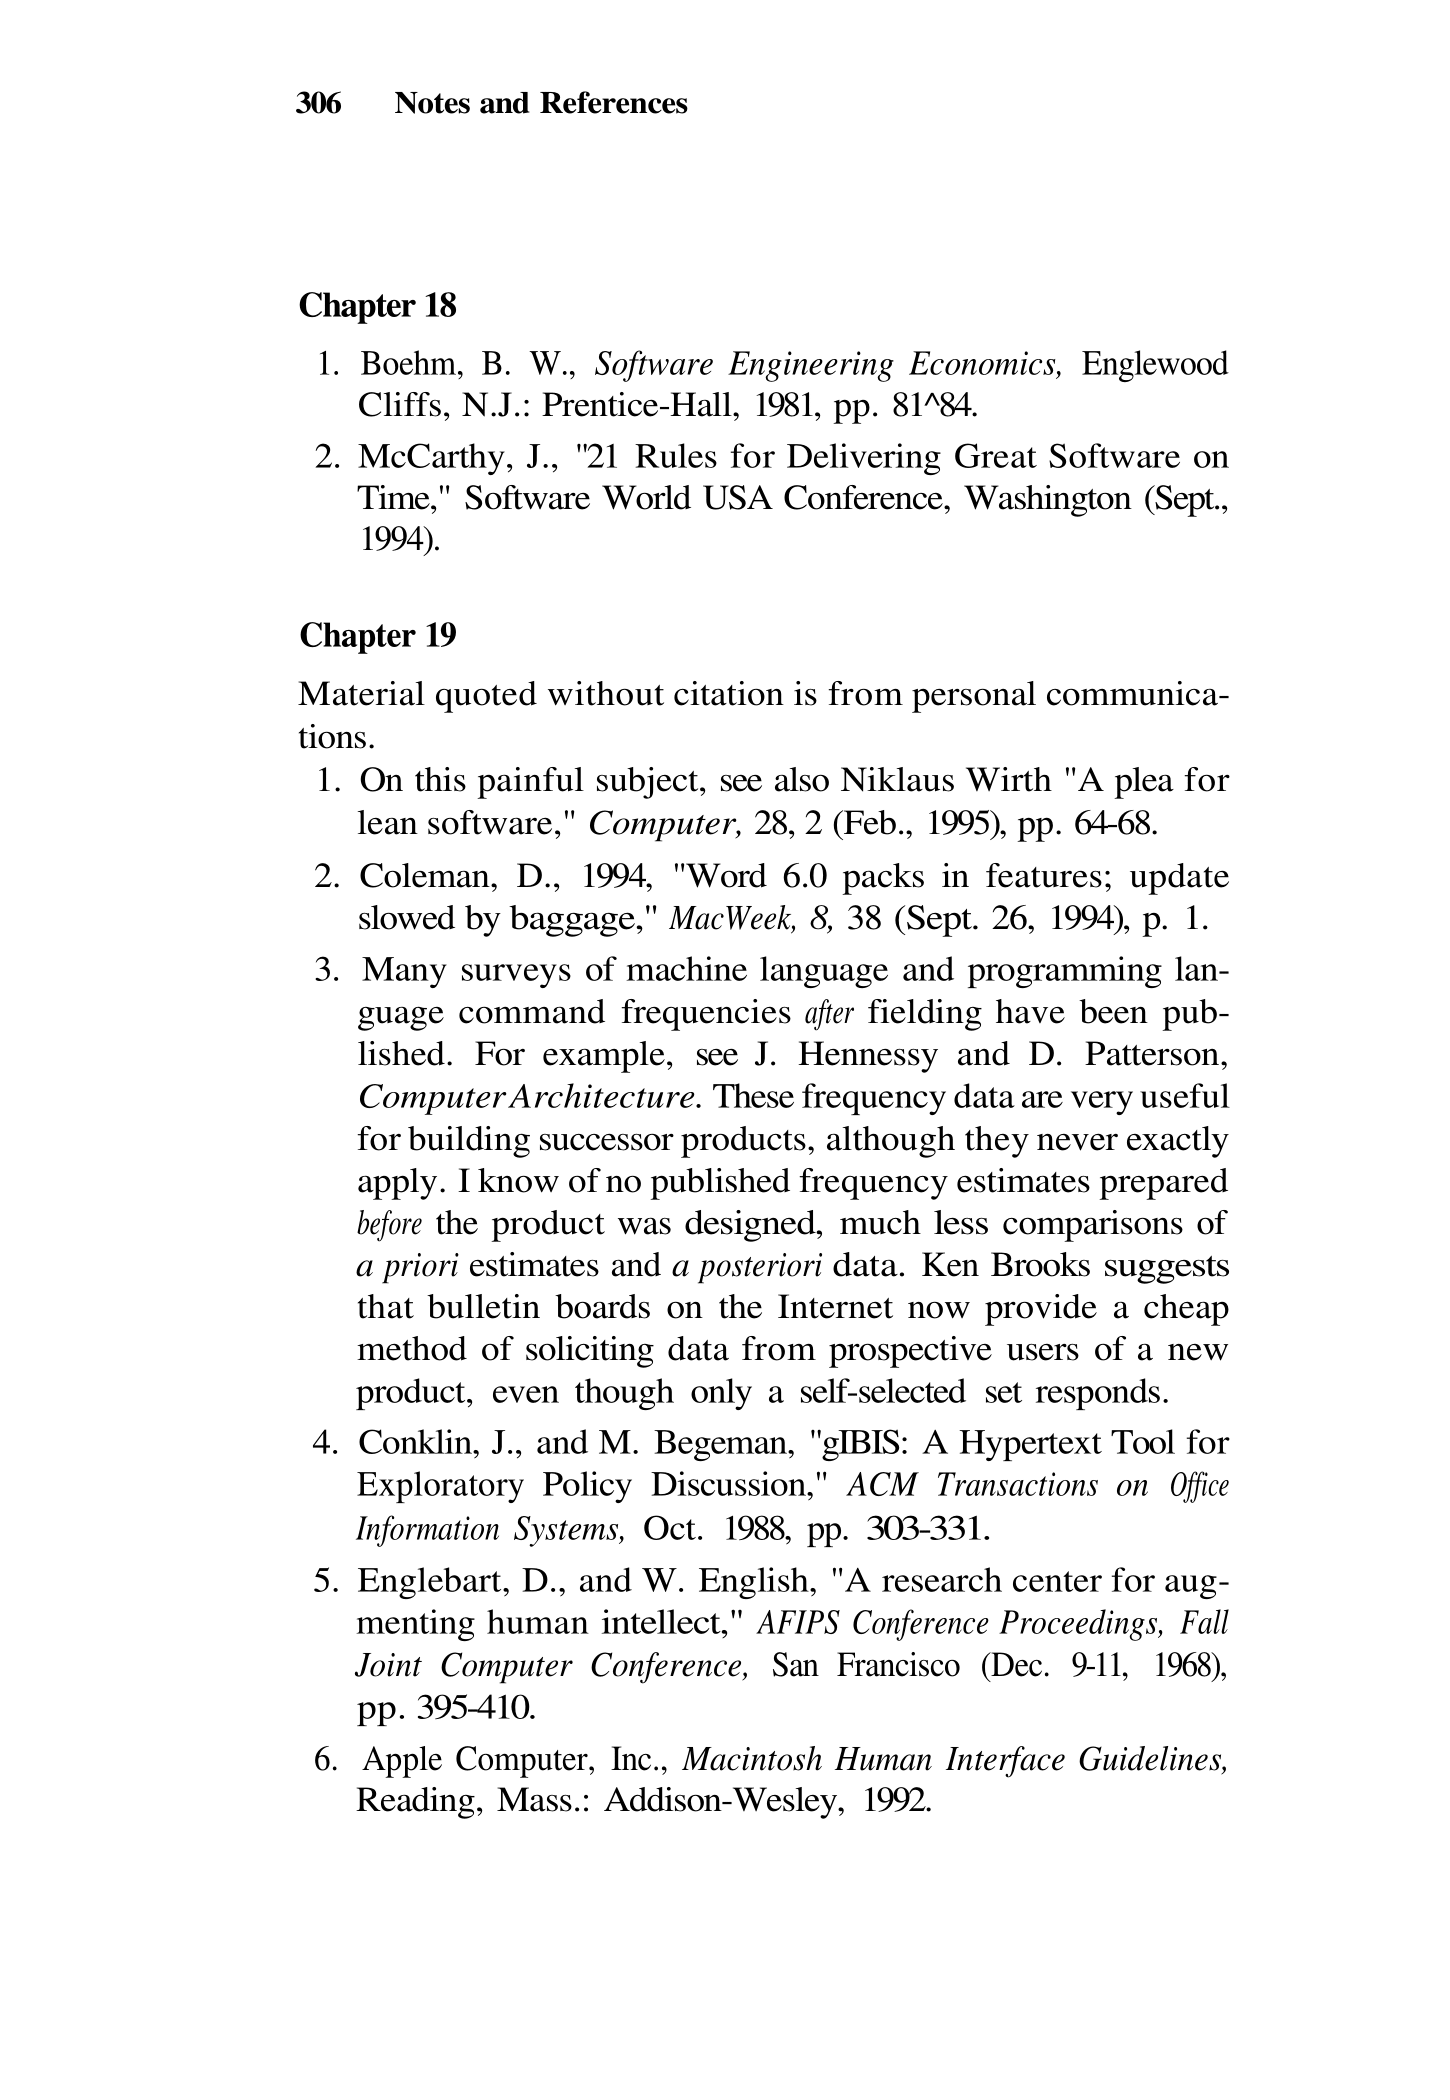 306 Notes and References
Chapter 18
1. Boehm, B. W., Software Engineering Economics, Englewood
Cliffs, N.J.: Prentice-Hall, 1981, pp. 81^84.
2. McCarthy, J., "21 Rules for Delivering Great Software on
Time," Software World USA Conference, Washington (Sept.,
1994).
Chapter 19
Material quoted without citation is from personal communica-
tions.
1. On this painful subject, see also Niklaus Wirth "A plea for
lean software," Computer, 28, 2 (Feb., 1995), pp. 64-68.
2. Coleman, D., 1994, "Word 6.0 packs in features; update
slowed by baggage," MacWeek, 8, 38 (Sept. 26, 1994), p. 1.
3. Many surveys of machine language and programming lan-
guage command frequencies after fielding have been pub-
lished. For example, see J. Hennessy and D. Patterson,
Computer Architecture. These frequency data are very useful
for building successor products, although they never exactly
apply. I know of no published frequency estimates prepared
before the product was designed, much less comparisons of
a priori estimates and a posteriori data. Ken Brooks suggests
that bulletin boards on the Internet now provide a cheap
method of soliciting data from prospective users of a new
product, even though only a self-selected set responds.
4. Conklin, J., and M. Begeman, "gIBIS: A Hypertext Tool for
Exploratory Policy Discussion," ACM Transactions on Office
Information Systems, Oct. 1988, pp. 303-331.
5. Englebart, D., and W. English, "A research center for aug-
menting human intellect," AFIPS Conference Proceedings, Fall
Joint Computer Conference, San Francisco (Dec. 9-11, 1968),
pp. 395-410.
6. Apple Computer, Inc., Macintosh Human Interface Guidelines,
Reading, Mass.: Addison-Wesley, 1992.